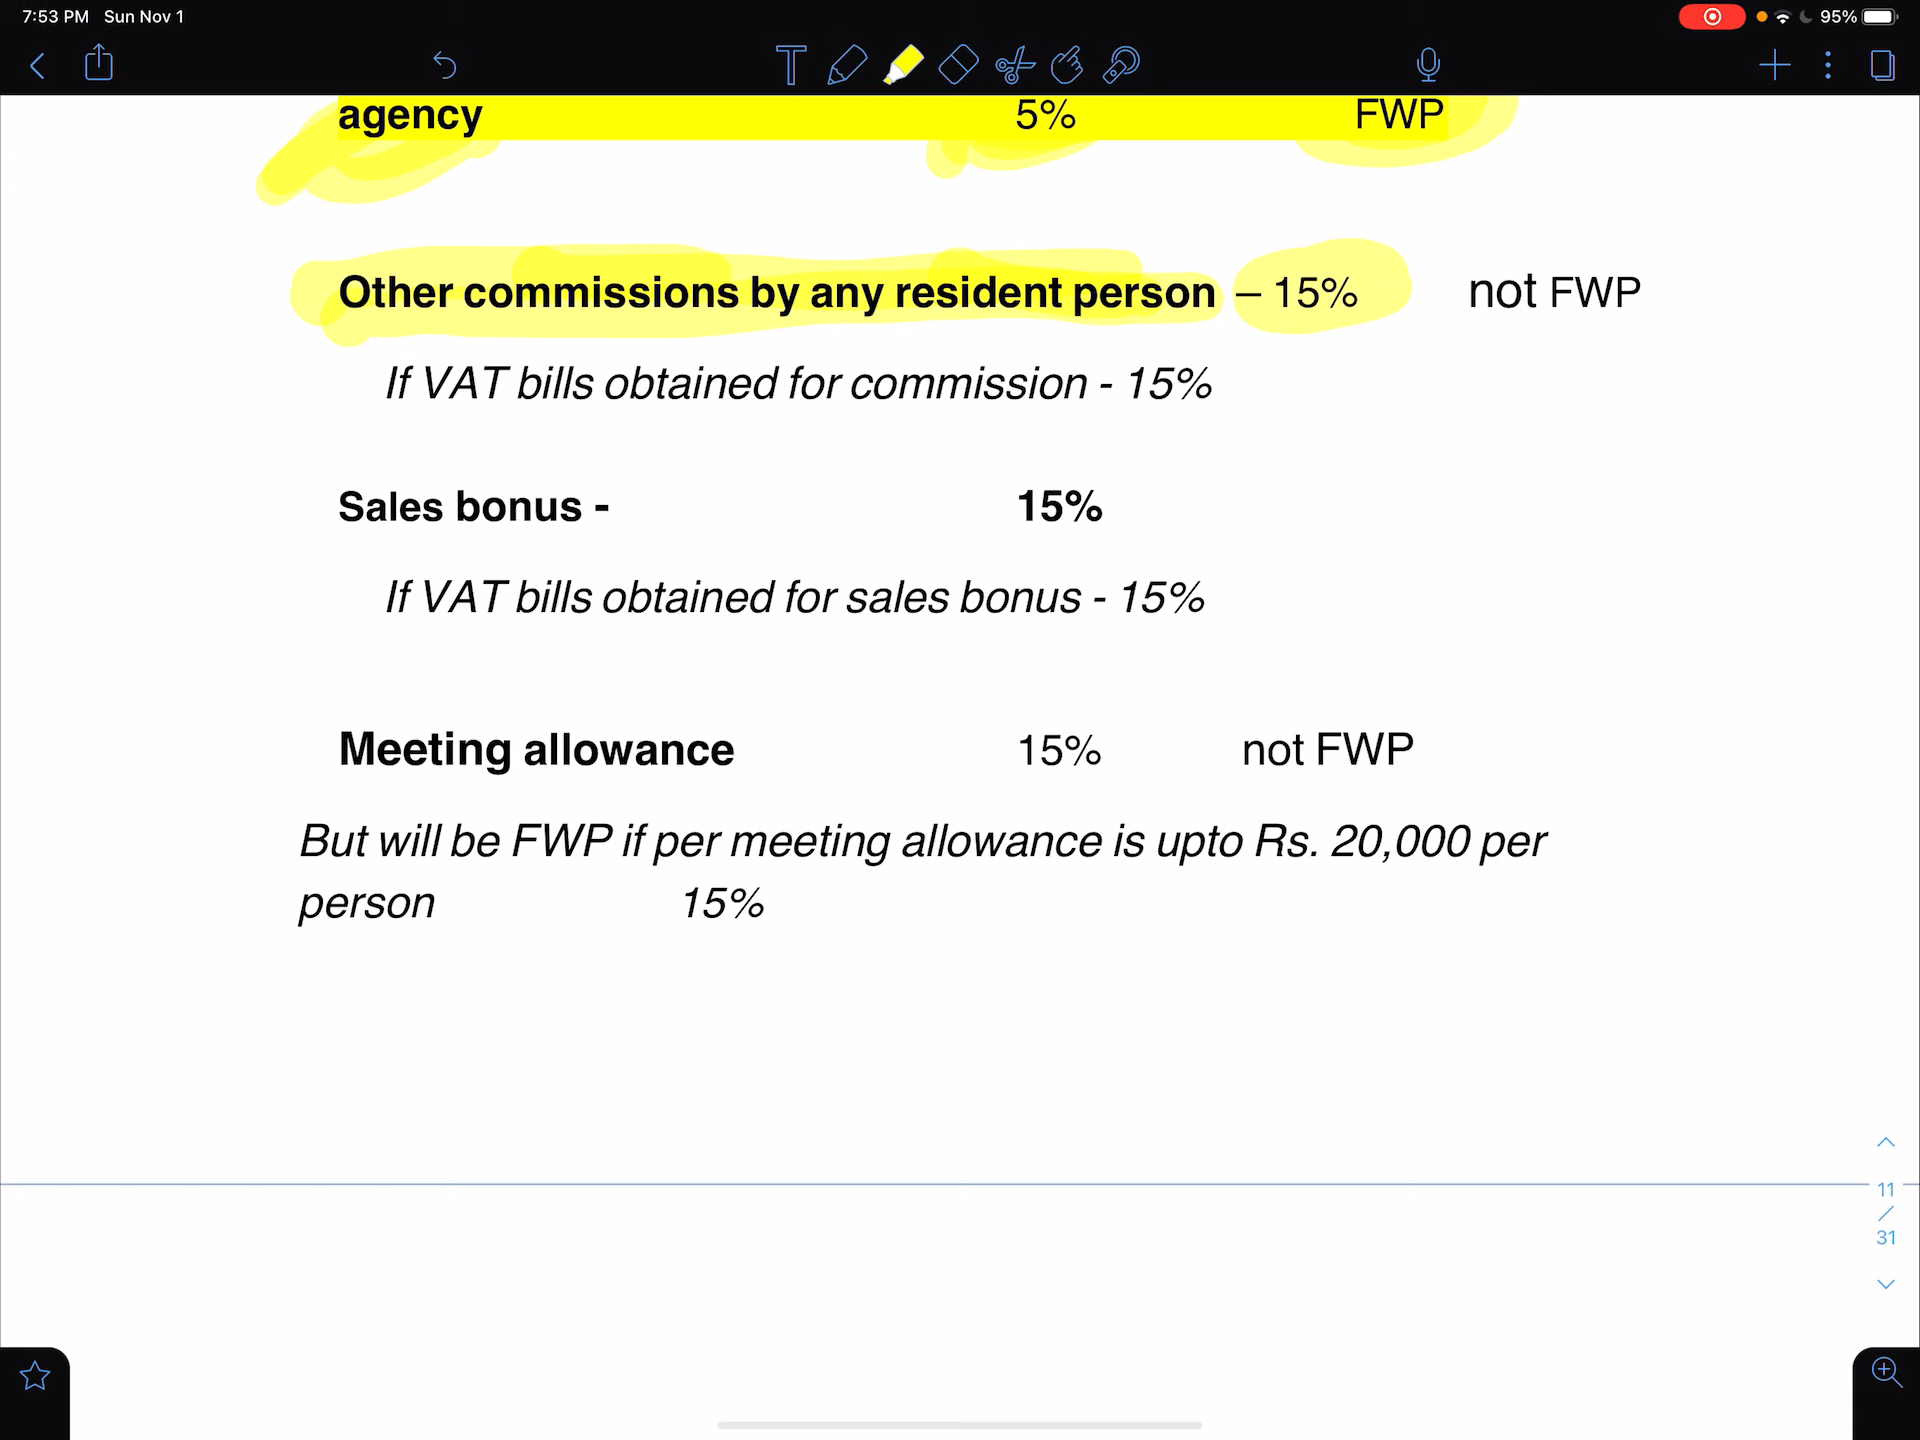 7:53 PM Sun Nov 1 95%
agency 5% FWP
Other commissions by any resident person – 15% not FWP
If VAT bills obtained for commission - 15%
Sales bonus - 15%
If VAT bills obtained for sales bonus - 15%
Meeting allowance 15% not FWP
But will be FWP if per meeting allowance is upto Rs. 20,000 per
person 15%
11
/
31